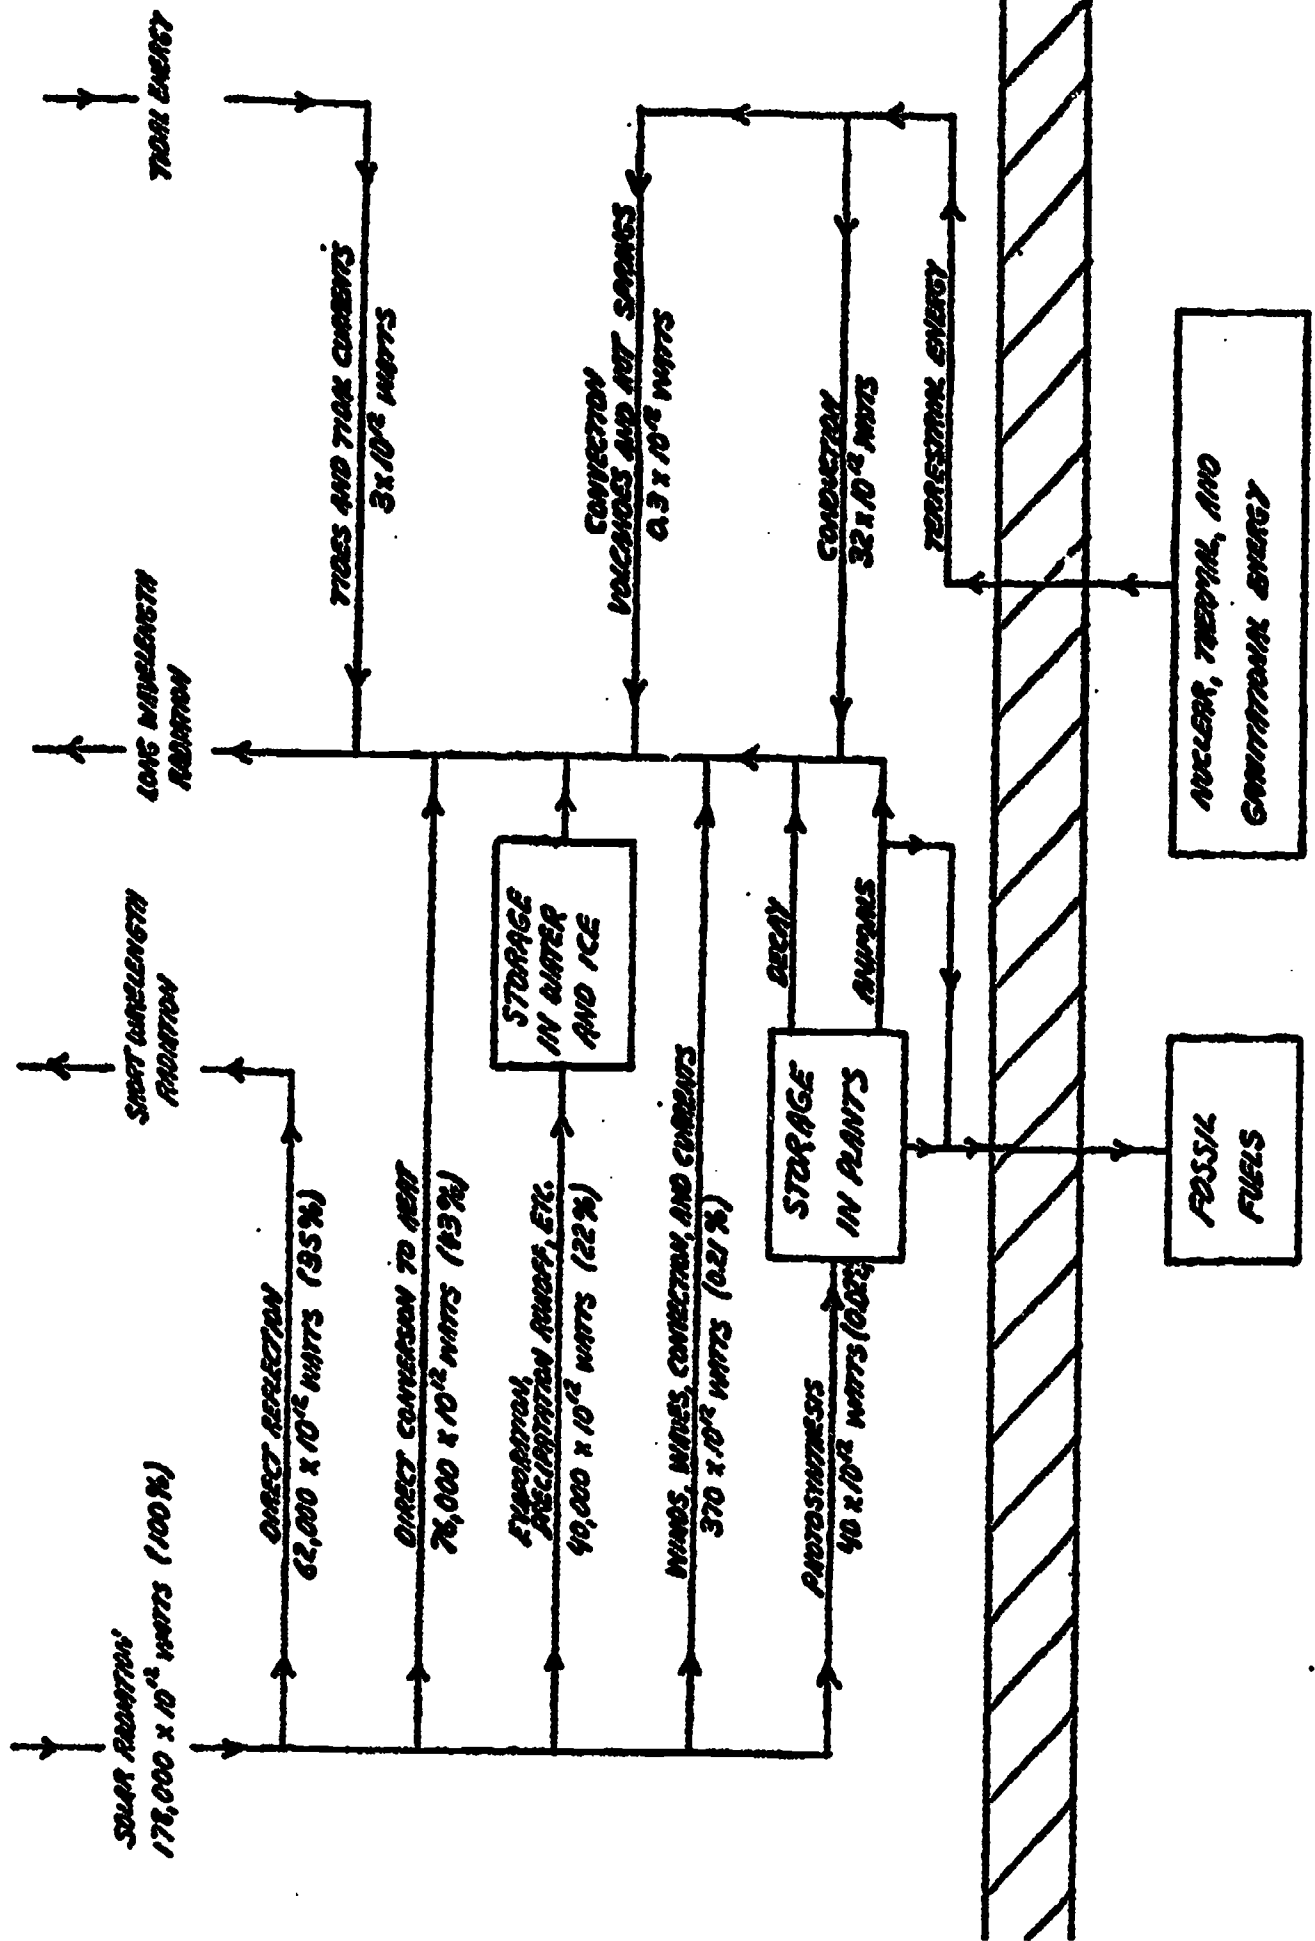 SOLAR RADIATION
178,000 x 10¹² WATTS (100%)
SHORT WAVELENGTH
RADIATION
LONG WAVELENGTH
RADIATION
TIDAL ENERGY
DIRECT REFLECTION
62,000 x 10¹² WATTS (35%)
TIDES AND TIDAL CURRENTS
3 x 10¹² WATTS
DIRECT CONVERSION TO HEAT
76,000 x 10¹² WATTS (43%)
EVAPORATION,
PRECIPITATION RUNOFF, ETC.
40,000 x 10¹² WATTS (22%)
STORAGE
IN WATER
AND ICE
CONVECTION
VOLCANOES AND HOT SPRINGS
0.3 x 10¹² WATTS
WINDS, WAVES, CONVECTION, AND CURRENTS
370 x 10¹² WATTS (0.21%)
PHOTOSYNTHESIS
40 x 10¹² WATTS
STORAGE
IN PLANTS
DECAY
ANIMALS
CONDUCTION
32 x 10¹² WATTS
TERRESTRIAL ENERGY
FOSSIL
FUELS
NUCLEAR, THERMAL, AND
GRAVITATIONAL ENERGY